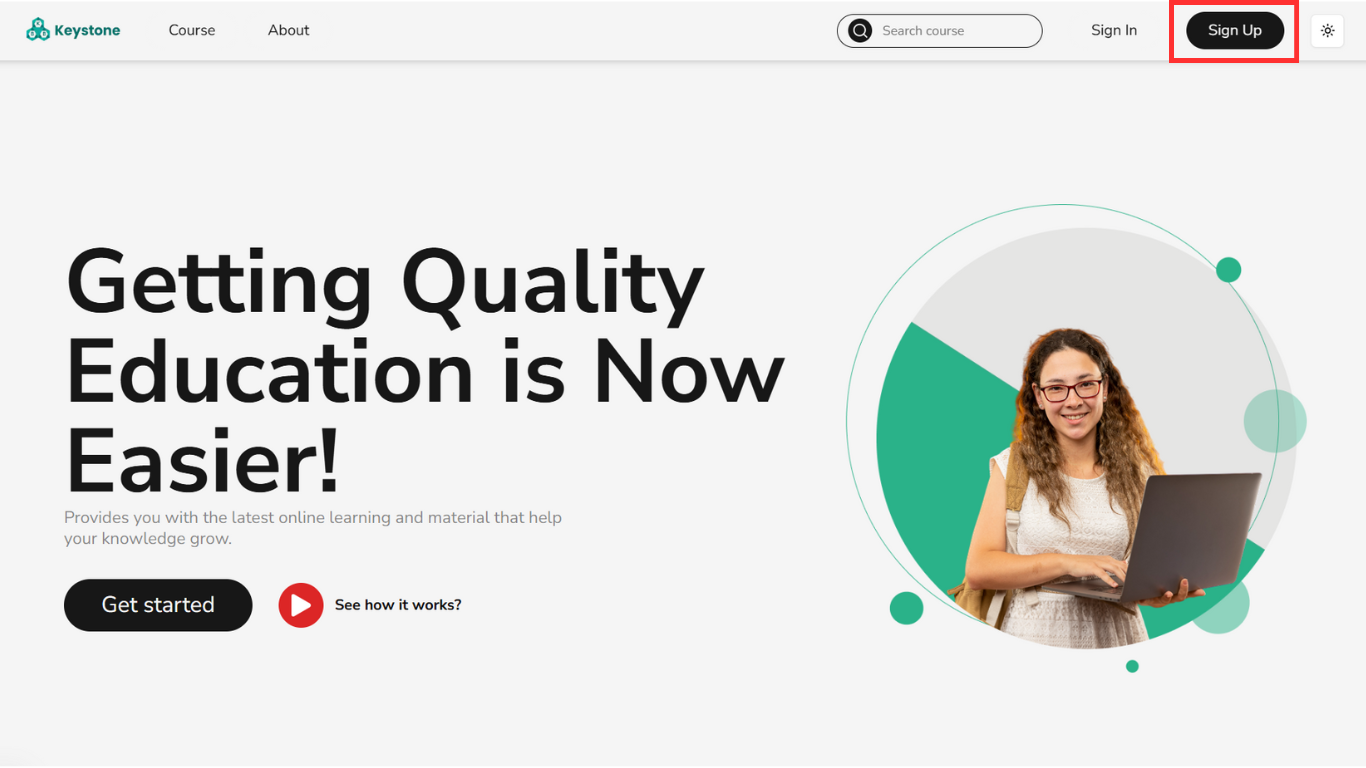 Keystone
Course
About
Search course
Sign In
Sign Up
Getting Quality
Education is Now
Easier!
Provides you with the latest online learning and material that help
your knowledge grow.
Get started
See how it works?